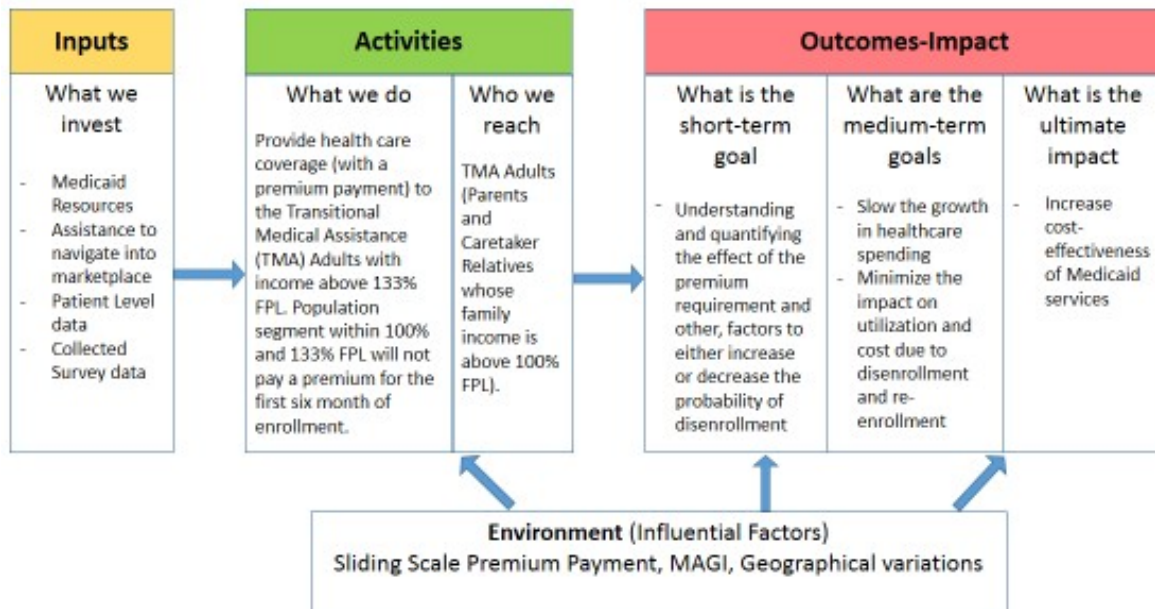 Inputs
What we
invest
- Medicaid
Resources
- Assistance to
navigate into
marketplace
- Patient Level
data
- Collected
Survey data
Activities
What we do
Provide health care
coverage (with a
premium payment) to
the Transitional
Medical Assistance
(TMA) Adults with
income above 133%
FPL. Population
segment within 100%
and 133% FPL will not
pay a premium for the
first six month of
enrollment.
Who we
reach
TMA Adults
(Parents
and
Caretaker
Relatives
whose
family
income is
above 100%
FPL).
Outcomes-Impact
What is the
short-term
goal
- Understanding
and quantifying
the effect of the
premium
requirement and
other, factors to
either increase
or decrease the
probability of
disenrollment
What are the
medium-term
goals
- Slow the growth
in healthcare
spending
- Minimize the
impact on
utilization and
cost due to
disenrollment
and re-
enrollment
What is the
ultimate
impact
- Increase
cost-
effectiveness
of Medicaid
services
Environment (Influential Factors)
Sliding Scale Premium Payment, MAGI, Geographical variations